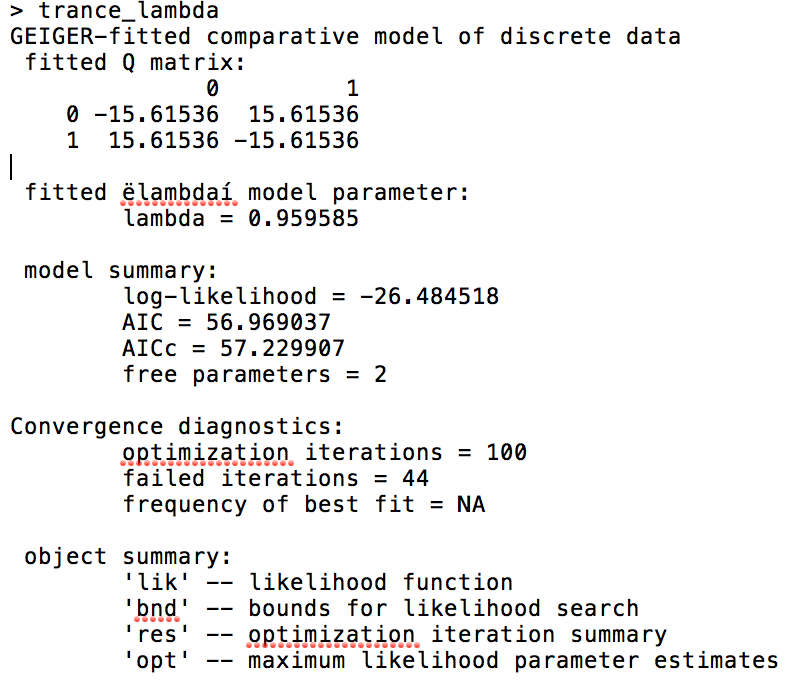 > trance_lambda
GEIGER-fitted comparative model of discrete data
 fitted Q matrix:
              0         1
    0 -15.61536  15.61536
    1  15.61536 -15.61536

 fitted ëlambdaí model parameter:
        lambda = 0.959585

 model summary:
        log-likelihood = -26.484518
        AIC = 56.969037
        AICc = 57.229907
        free parameters = 2

Convergence diagnostics:
        optimization iterations = 100
        failed iterations = 44
        frequency of best fit = NA

 object summary:
        'lik' -- likelihood function
        'bnd' -- bounds for likelihood search
        'res' -- optimization iteration summary
        'opt' -- maximum likelihood parameter estimates